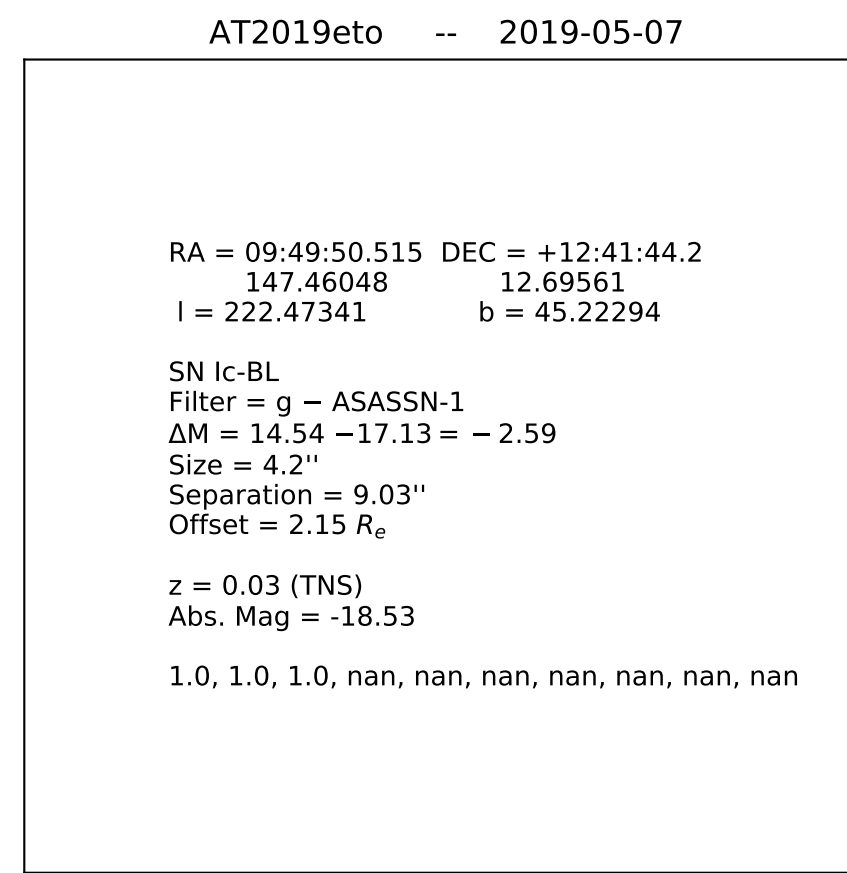 AT2019eto -- 2019-05-07
RA = 09:49:50.515 DEC = +12:41:44.2
147.46048 12.69561
l = 222.47341 b = 45.22294
SN Ic-BL
Filter = g − ASASSN-1
ΔM = 14.54 −17.13 = − 2.59
Size = 4.2''
Separation = 9.03''
Offset = 2.15 Rₑ
z = 0.03 (TNS)
Abs. Mag = -18.53
1.0, 1.0, 1.0, nan, nan, nan, nan, nan, nan, nan